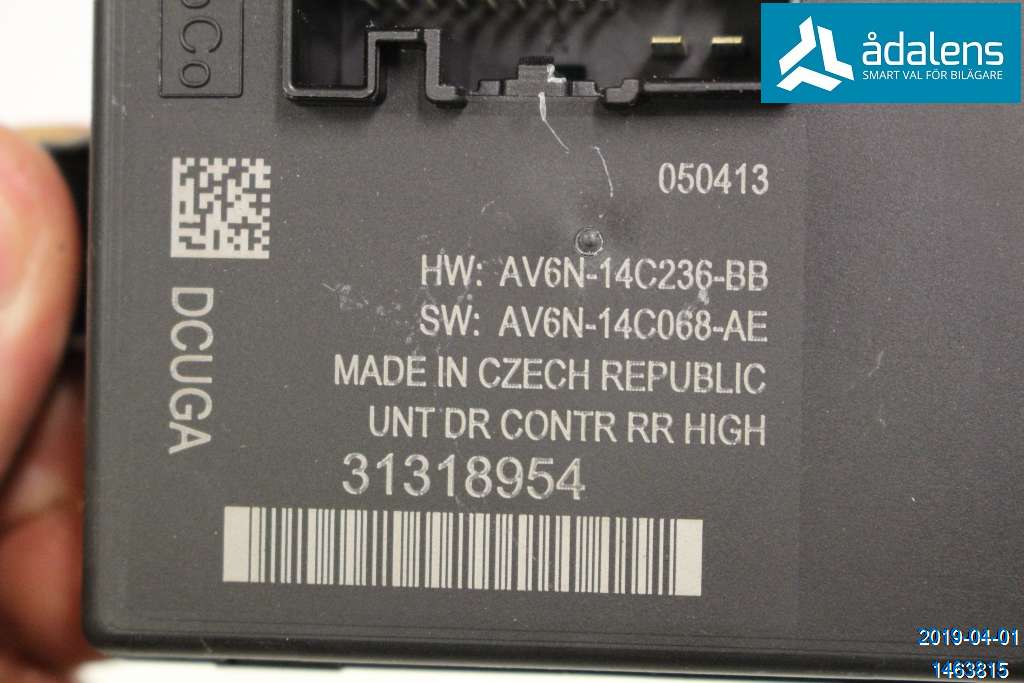 ådalens
SMART VAL FÖR BILÄGARE
050413
HW: AV6N-14C236-BB
SW: AV6N-14C068-AE
MADE IN CZECH REPUBLIC
UNT DR CONTR RR HIGH
31318954
DCUGA
2019-04-01
1463815